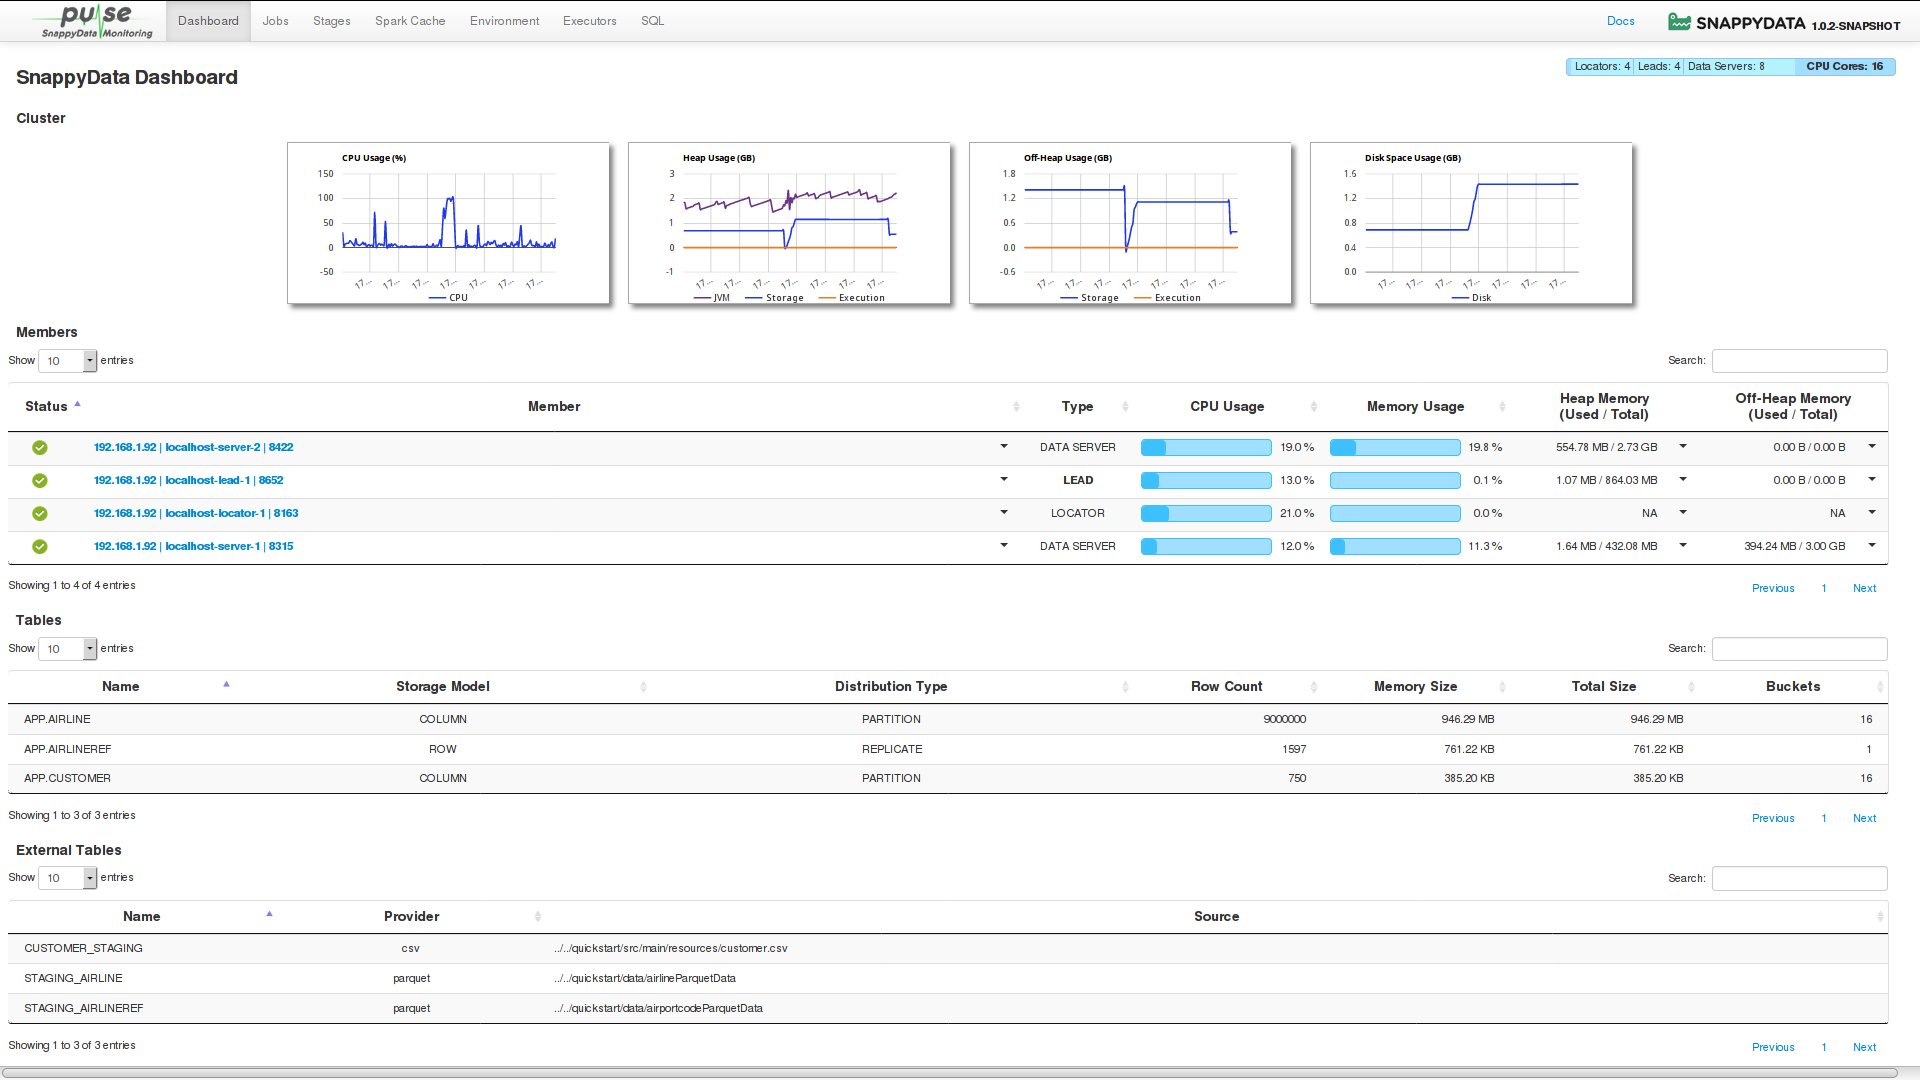 pulse
SnappyData Monitoring
Dashboard Jobs Stages Spark Cache Environment Executors SQL Docs SNAPPYDATA 1.0.2-SNAPSHOT
SnappyData Dashboard
Locators: 4 Leads: 4 Data Servers: 8 CPU Cores: 16
Cluster
CPU Usage (%)
150
100
50
0
-50
17... 17... 17... 17... 17... 17... 17...
CPU
Heap Usage (GB)
3
2
1
0
-1
17... 17... 17... 17... 17... 17... 17...
JVM Storage Execution
Off-Heap Usage (GB)
1.8
1.2
0.6
0.0
-0.6
17... 17... 17... 17... 17... 17... 17...
Storage Execution
Disk Space Usage (GB)
1.6
1.2
0.8
0.4
0.0
17... 17... 17... 17... 17... 17... 17...
Disk
Members
Show 10 entries Search:
Status Member Type CPU Usage Memory Usage Heap Memory (Used / Total) Off-Heap Memory (Used / Total)
192.168.1.92 | localhost-server-2 | 8422 DATA SERVER 19.0 % 19.8 % 554.78 MB / 2.73 GB 0.00 B / 0.00 B
192.168.1.92 | localhost-lead-1 | 8652 LEAD 13.0 % 0.1 % 1.07 MB / 864.03 MB 0.00 B / 0.00 B
192.168.1.92 | localhost-locator-1 | 8163 LOCATOR 21.0 % 0.0 % NA NA
192.168.1.92 | localhost-server-1 | 8315 DATA SERVER 12.0 % 11.3 % 1.64 MB / 432.08 MB 394.24 MB / 3.00 GB
Showing 1 to 4 of 4 entries Previous 1 Next
Tables
Show 10 entries Search:
Name Storage Model Distribution Type Row Count Memory Size Total Size Buckets
APP.AIRLINE COLUMN PARTITION 9000000 946.29 MB 946.29 MB 16
APP.AIRLINEREF ROW REPLICATE 1597 761.22 KB 761.22 KB 1
APP.CUSTOMER COLUMN PARTITION 750 385.20 KB 385.20 KB 16
Showing 1 to 3 of 3 entries Previous 1 Next
External Tables
Show 10 entries Search:
Name Provider Source
CUSTOMER_STAGING csv ../../quickstart/src/main/resources/customer.csv
STAGING_AIRLINE parquet ../../quickstart/data/airlineParquetData
STAGING_AIRLINEREF parquet ../../quickstart/data/airportcodeParquetData
Showing 1 to 3 of 3 entries Previous 1 Next